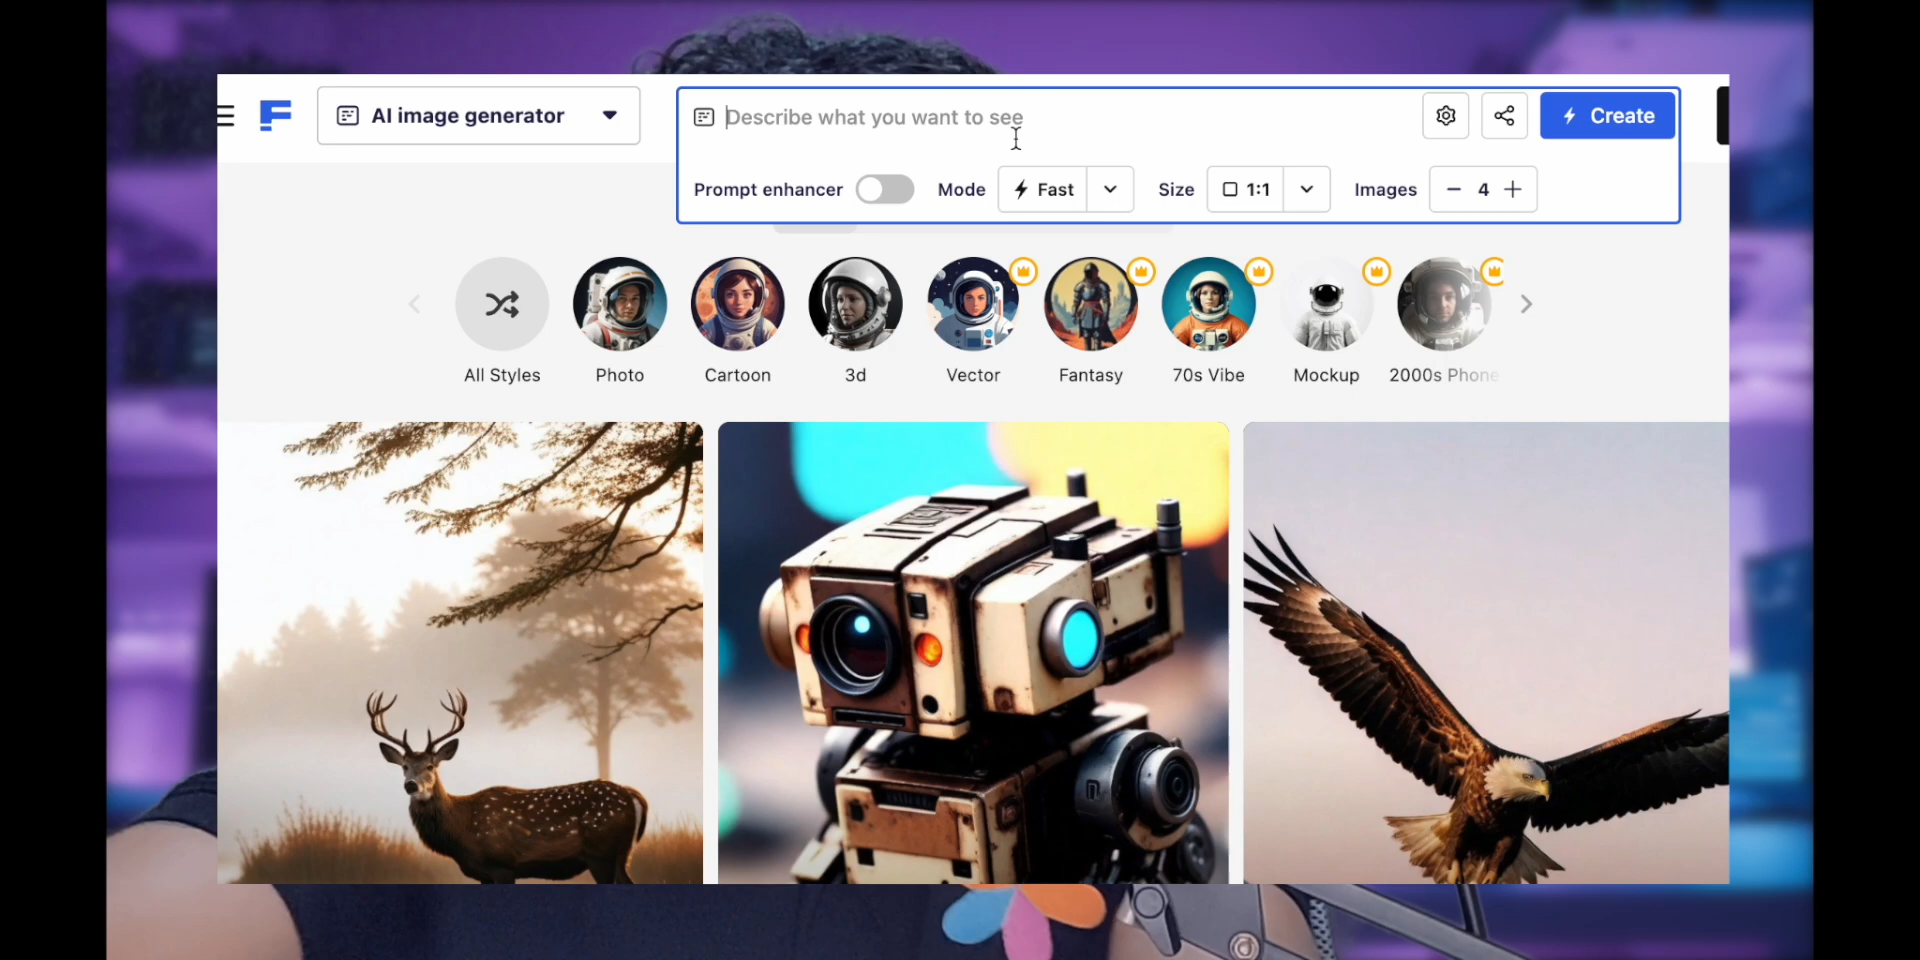 AI image generator
Describe what you want to see
Create
Prompt enhancer
Mode
Fast
Size
1:1
Images
4
All Styles
Photo
Cartoon
3d
Vector
Fantasy
70s Vibe
Mockup
2000s Phone